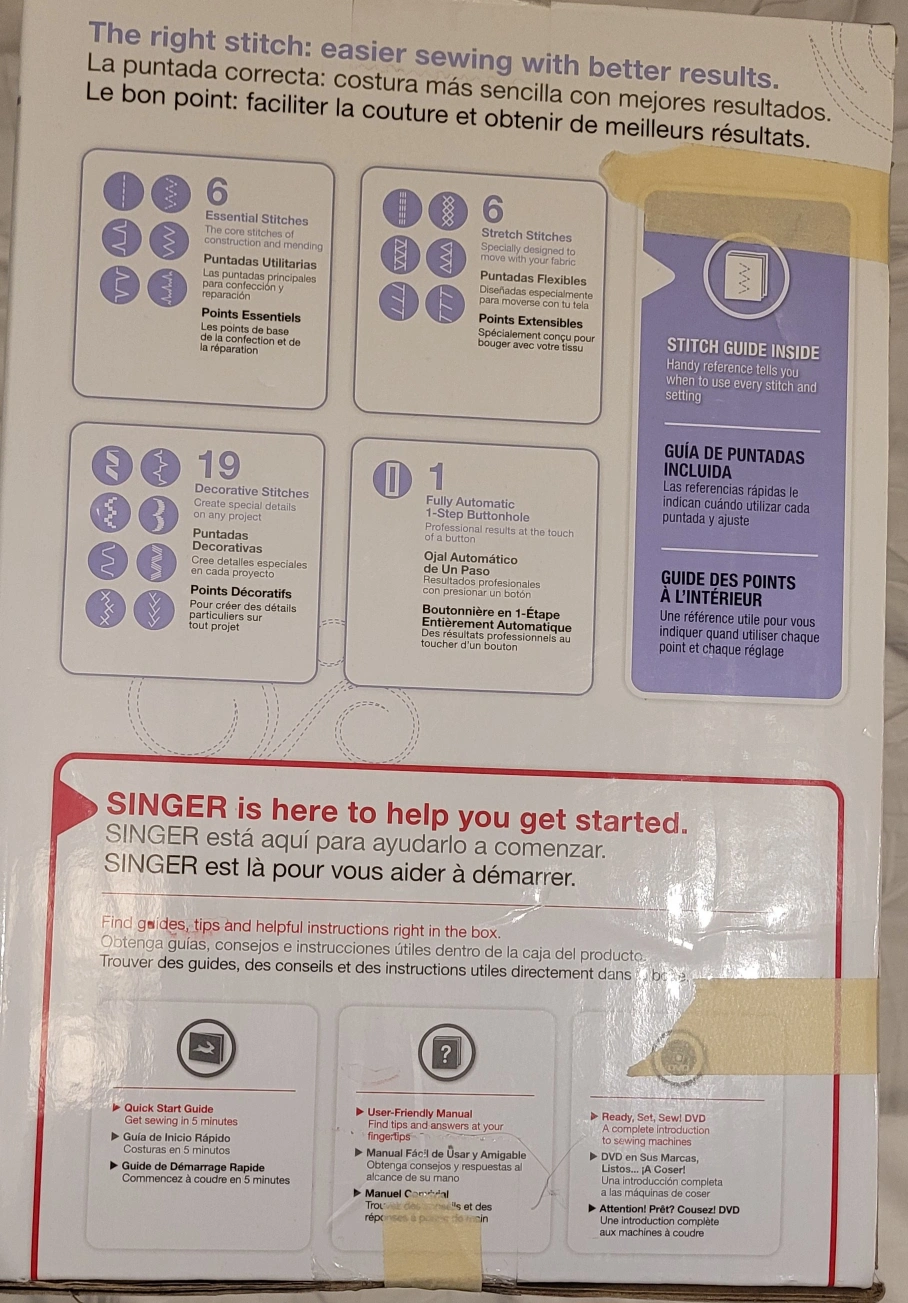 The right stitch: easier sewing with better results.
La puntada correcta: costura más sencilla con mejores resultados.
Le bon point: faciliter la couture et obtenir de meilleurs résultats.
6
Essential Stitches
The core stitches of
construction and mending
Puntadas Utilitarias
Las puntadas principales
para confección y
reparación
Points Essentiels
Les points de base
de la confection et de
la réparation
6
Stretch Stitches
Specially designed to
move with your fabric
Puntadas Flexibles
Diseñadas especialmente
para moverse con tu tela
Points Extensibles
Spécialement conçu pour
bouger avec votre tissu
STITCH GUIDE INSIDE
Handy reference tells you
when to use every stitch and
setting
GUÍA DE PUNTADAS
INCLUIDA
Las referencias rápidas le
indican cuándo utilizar cada
puntada y ajuste
GUIDE DES POINTS
À L'INTÉRIEUR
Une référence utile pour vous
indiquer quand utiliser chaque
point et chaque réglage
19
Decorative Stitches
Create special details
on any project
Puntadas
Decorativas
Cree detalles especiales
en cada proyecto
Points Décoratifs
Pour créer des détails
particuliers sur
tout projet
1
Fully Automatic
1-Step Buttonhole
Professional results at the touch
of a button
Ojal Automático
de Un Paso
Resultados profesionales
con presionar un botón
Boutonnière en 1-Étape
Entièrement Automatique
Des résultats professionnels au
toucher d'un bouton
SINGER is here to help you get started.
SINGER está aquí para ayudarlo a comenzar.
SINGER est là pour vous aider à démarrer.
Find guides, tips and helpful instructions right in the box.
Obtenga guías, consejos e instrucciones útiles dentro de la caja del producto.
Trouver des guides, des conseils et des instructions utiles directement dans
Quick Start Guide
Get sewing in 5 minutes
Guía de Inicio Rápido
Costuras en 5 minutos
Guide de Démarrage Rapide
Commencez à coudre en 5 minutes
?
User-Friendly Manual
Find tips and answers at your
fingertips
Manual Fácil de Usar y Amigable
Obtenga consejos y respuestas al
alcance de su mano
Manuel
et des
Ready, Set, Sew! DVD
A complete introduction
to sewing machines
DVD en Sus Marcas,
Listos... ¡A Coser!
Una introducción completa
a las máquinas de coser
Attention! Prêt? Cousez! DVD
Une introduction complète
aux machines à coudre